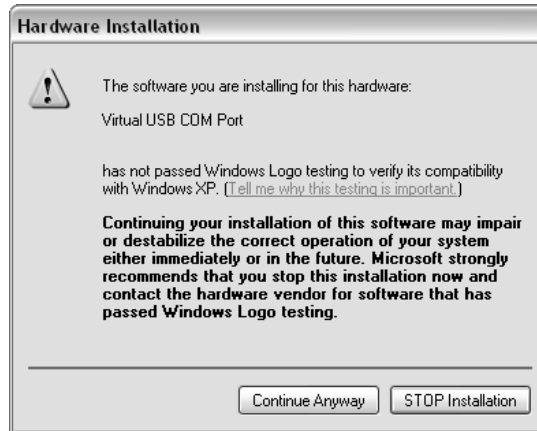 Hardware Installation
The software you are installing for this hardware:
Virtual USB COM Port
has not passed Windows Logo testing to verify its compatibility
with Windows XP. (Tell me why this testing is important.)
Continuing your installation of this software may impair
or destabilize the correct operation of your system
either immediately or in the future. Microsoft strongly
recommends that you stop this installation now and
contact the hardware vendor for software that has
passed Windows Logo testing.
Continue Anyway
STOP Installation